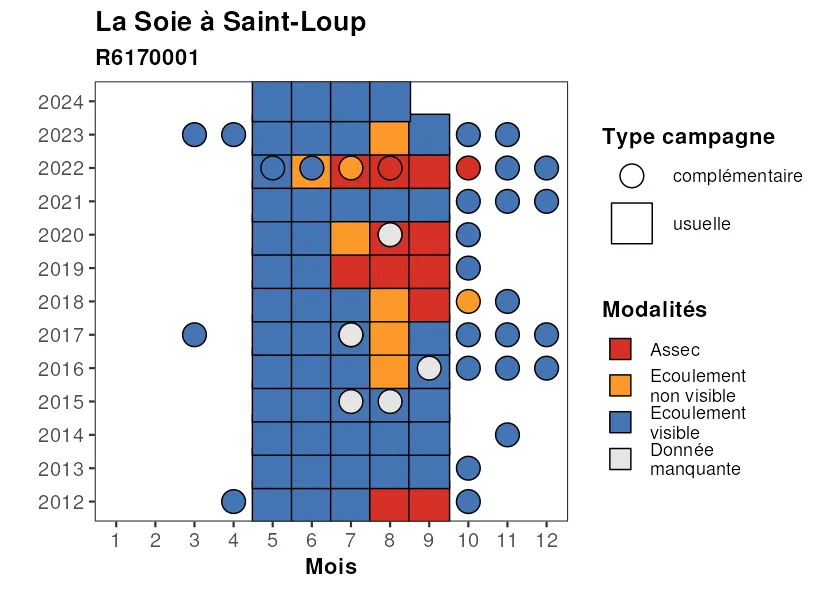 La Soie à Saint-Loup
R6170001
2024
2023
2022
2021
2020
2019
2018
2017
2016
2015
2014
2013
2012
1 2 3 4 5 6 7 8 9 10 11 12
Mois
Type campagne
complémentaire
usuelle
Modalités
Assec
Ecoulement
non visible
Ecoulement
visible
Donnée
manquante